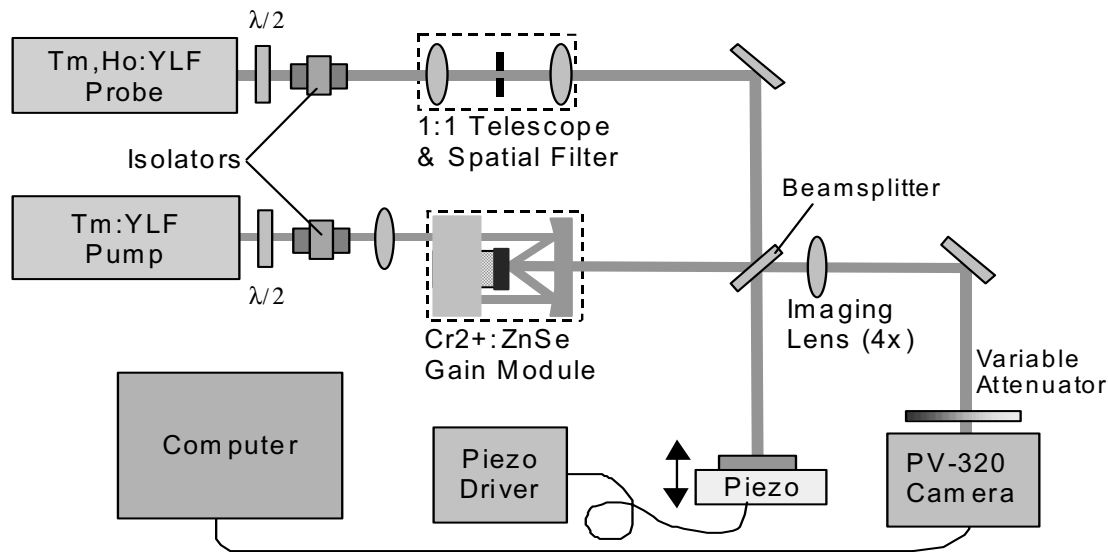 λ/2
Tm,Ho:YLF
Probe
1:1 Telescope
& Spatial Filter
Isolators
Beamsplitter
Tm:YLF
Pump
λ/2
Imaging
Lens (4x)
Cr2+:ZnSe
Gain Module
Variable
Attenuator
Computer
Piezo
Driver
Piezo
PV-320
Camera